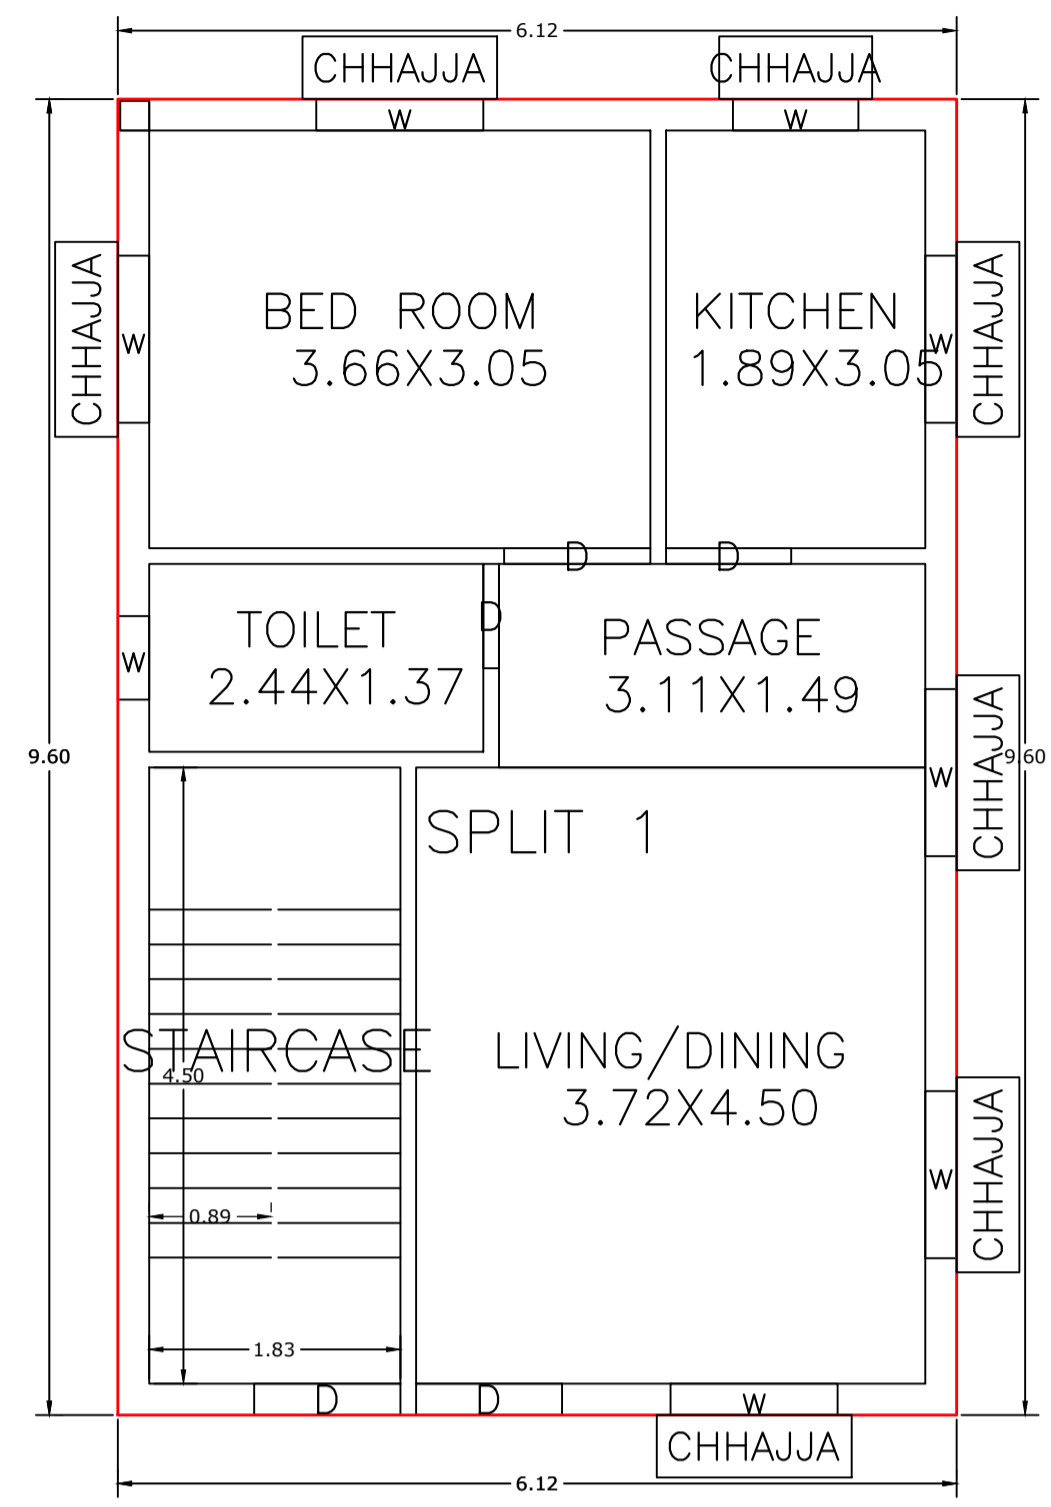 6.12
CHHAJJA
CHHAJJA
W
W
CHHAJJA
W
BED ROOM
3.66X3.05
KITCHEN
1.89X3.05
W
CHHAJJA
D
D
TOILET
2.44X1.37
D
PASSAGE
3.11X1.49
W
CHHAJJA
W
9.60
9.60
SPLIT 1
STAIRCASE
4.50
LIVING/DINING
3.72X4.50
CHHAJJA
W
0.89
1.83
D
D
W
CHHAJJA
6.12